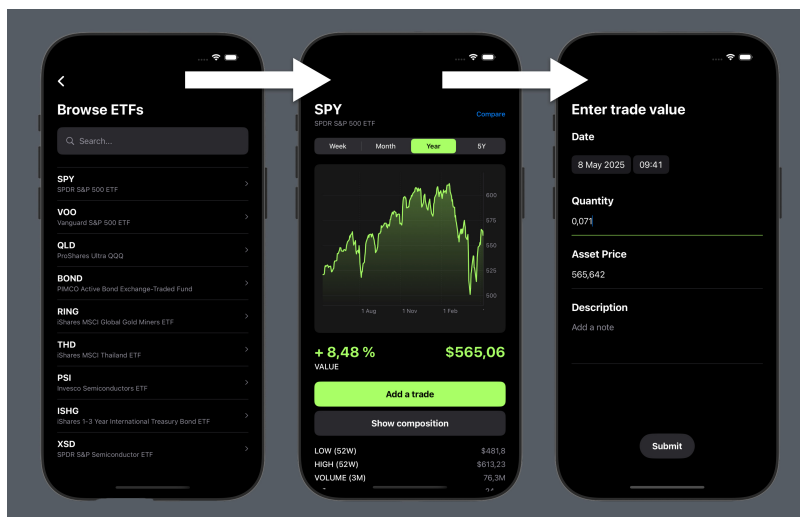 Browse ETFs
Search...
SPY
SPDR S&P 500 ETF
VOO
Vanguard S&P 500 ETF
QLD
ProShares Ultra QQQ
BOND
PIMCO Active Bond Exchange-Traded Fund
RING
iShares MSCI Global Gold Miners ETF
THD
iShares MSCI Thailand ETF
PSI
Invesco Semiconductors ETF
ISHG
iShares 1-3 Year International Treasury Bond ETF
XSD
SPDR S&P Semiconductor ETF
SPY
Compare
SPDR S&P 500 ETF
Week Month Year 5Y
600
575
550
525
500
1 Aug 1 Nov 1 Feb
+ 8,48 % $565,06
VALUE
Add a trade
Show composition
LOW (52W) $481,8
HIGH (52W) $613,23
VOLUME (3M) 76,3M
Enter trade value
Date
8 May 2025 09:41
Quantity
0,071
Asset Price
565,642
Description
Add a note
Submit